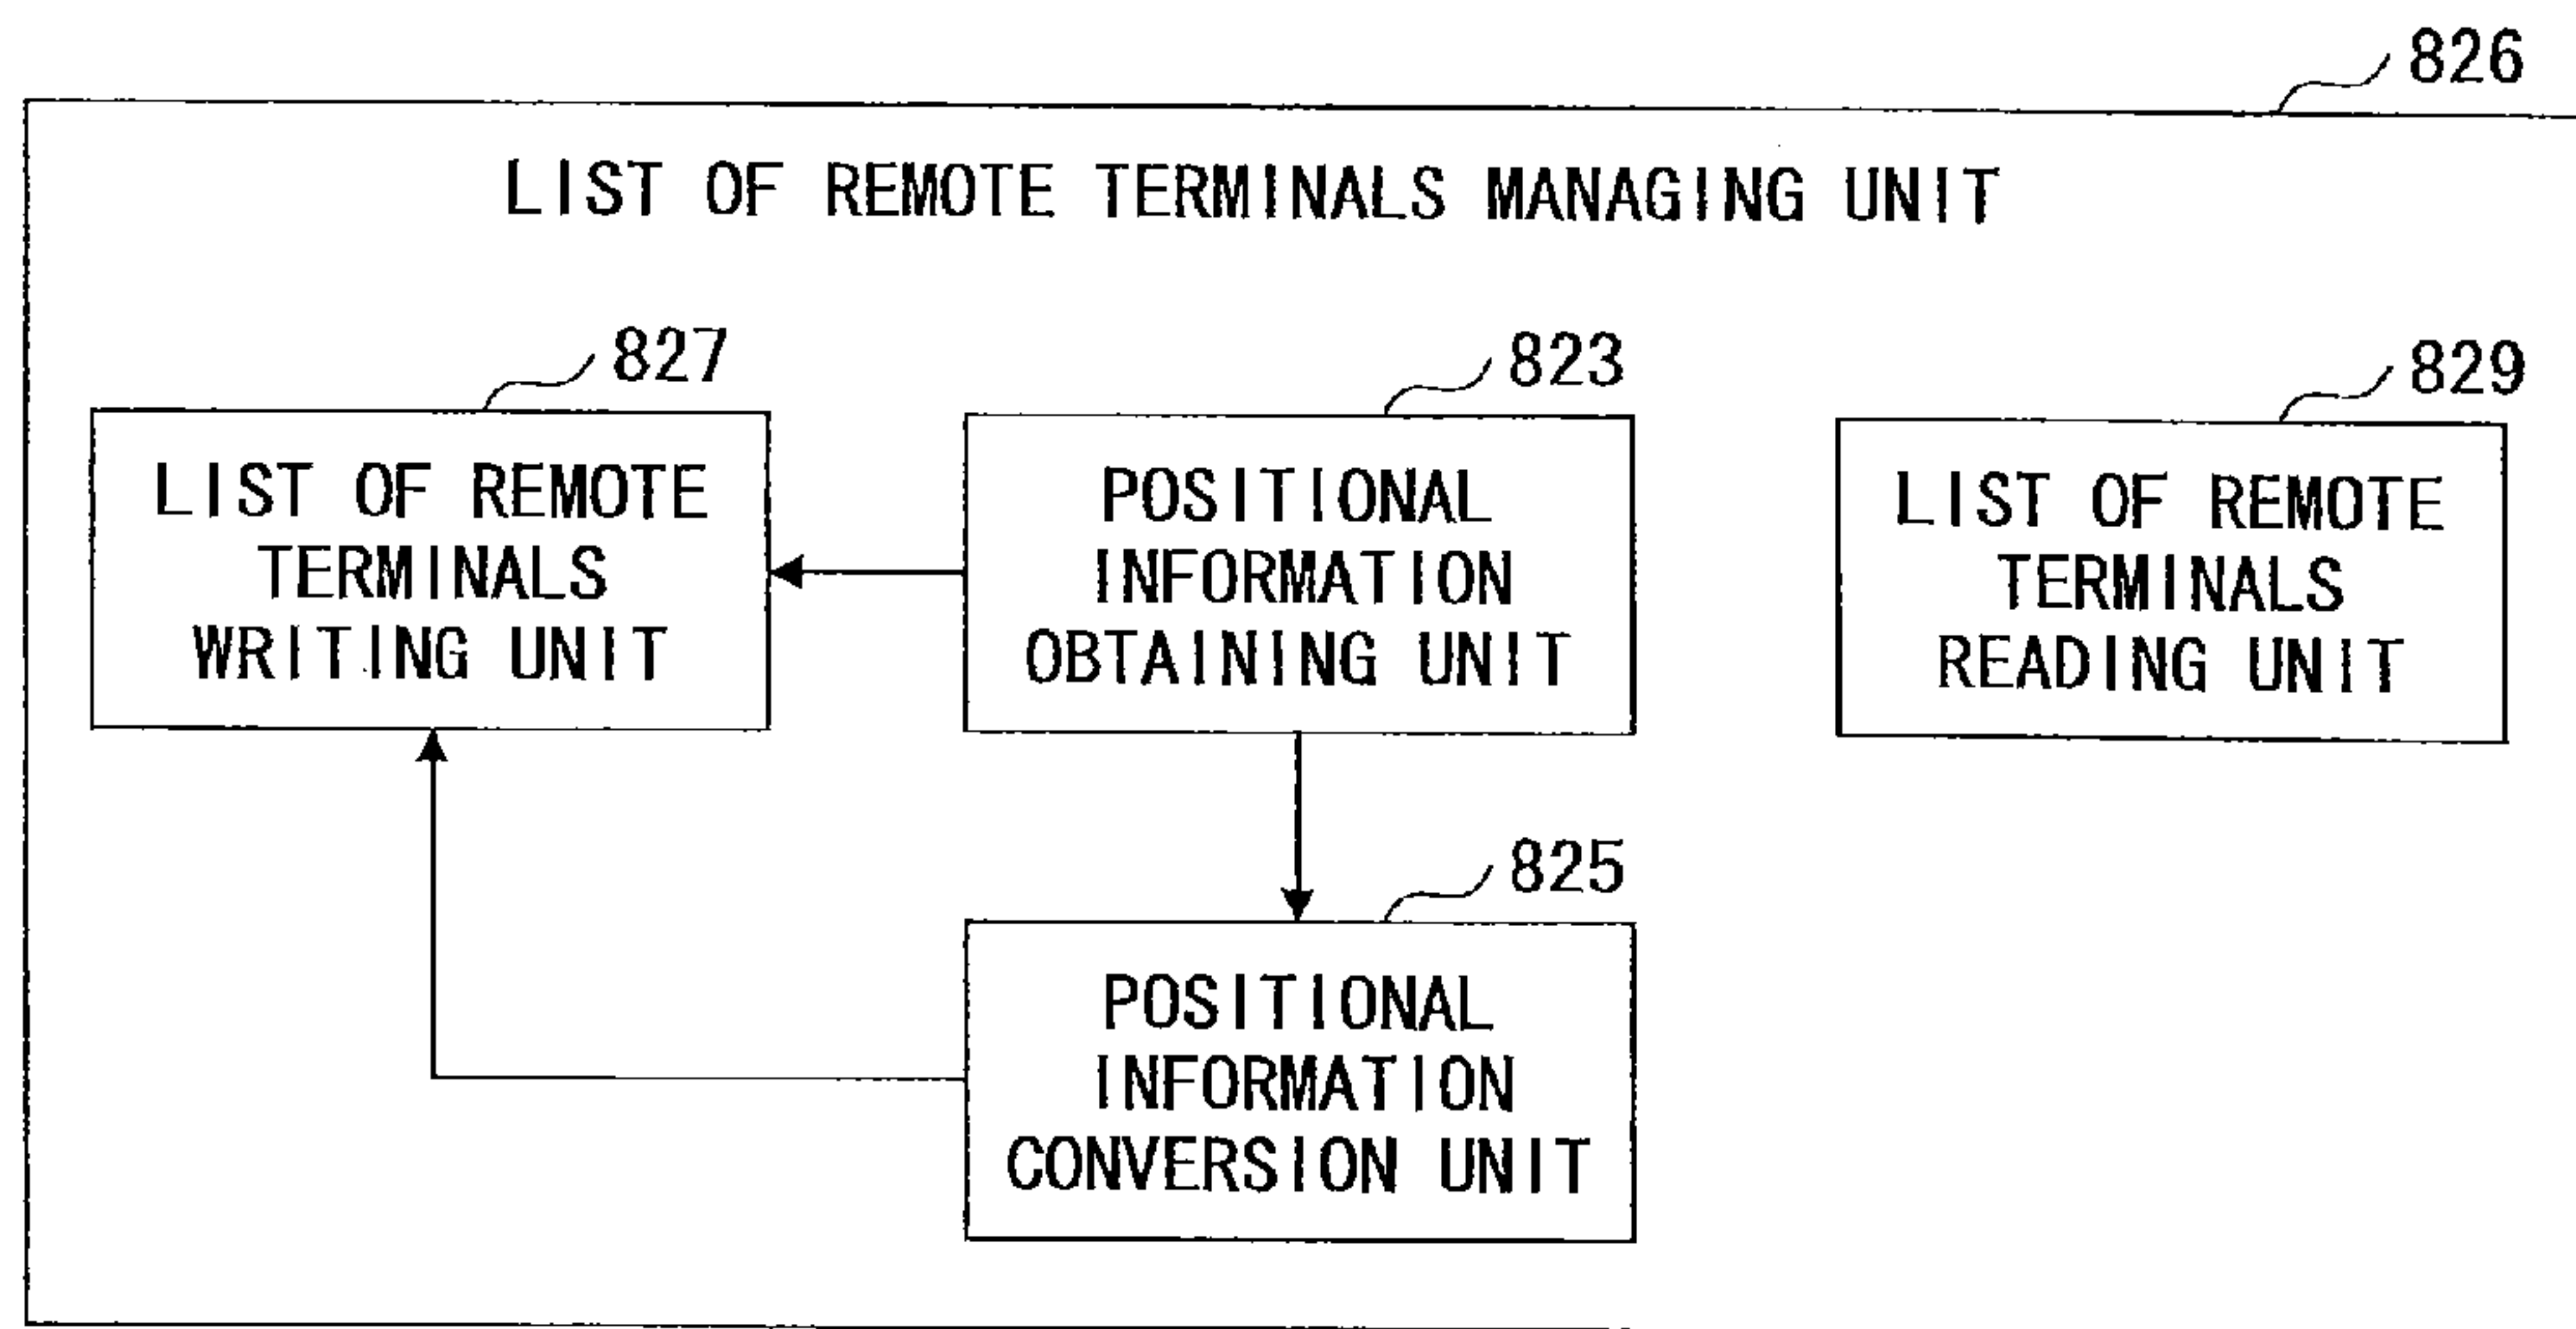 826
LIST OF REMOTE TERMINALS MANAGING UNIT
827
LIST OF REMOTE
TERMINALS
WRITING UNIT
823
POSITIONAL
INFORMATION
OBTAINING UNIT
829
LIST OF REMOTE
TERMINALS
READING UNIT
825
POSITIONAL
INFORMATION
CONVERSION UNIT